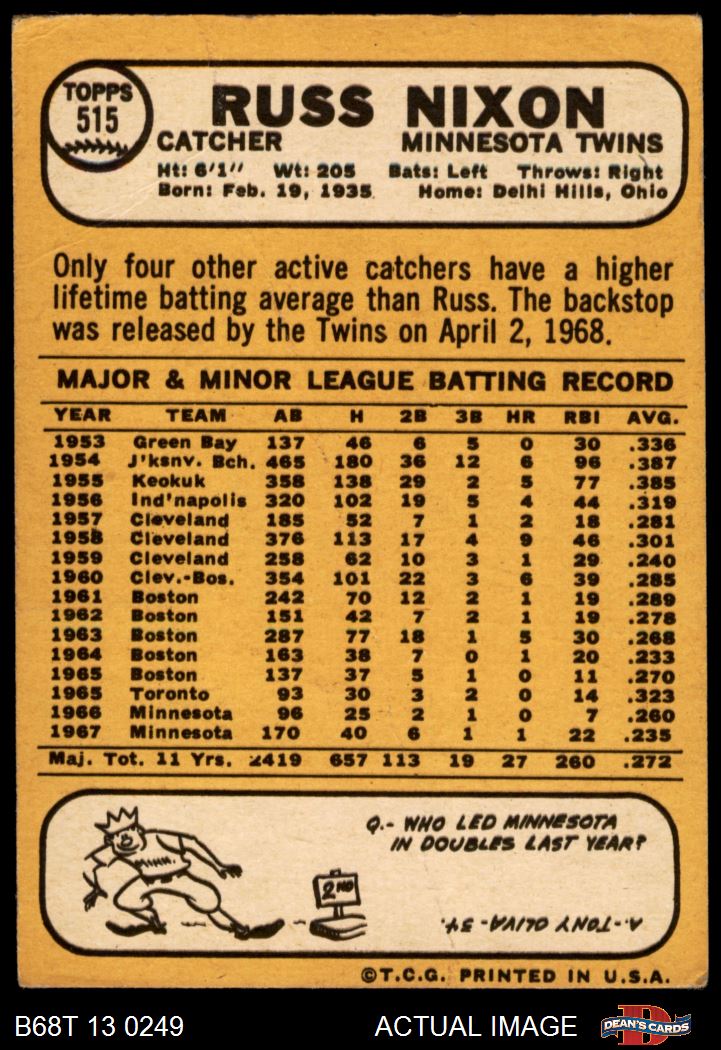 TOPPS
515
RUSS NIXON
CATCHER MINNESOTA TWINS
Ht: 6'1" Wt: 205 Bats: Left Throws: Right
Born: Feb. 19, 1935 Home: Delhi Hills, Ohio
Only four other active catchers have a higher
lifetime batting average than Russ. The backstop
was released by the Twins on April 2, 1968.
MAJOR & MINOR LEAGUE BATTING RECORD
YEAR TEAM AB H 2B 3B HR RBI AVG.
1953 Green Bay 137 46 6 5 0 30 .336
1954 J'ksnv. Bch. 465 180 36 12 6 96 .387
1955 Keokuk 358 138 29 2 5 77 .385
1956 Ind'napolis 320 102 19 5 4 44 .319
1957 Cleveland 185 52 7 1 2 18 .281
1958 Cleveland 376 113 17 4 9 46 .301
1959 Cleveland 258 62 10 3 1 29 .240
1960 Clev.-Bos. 354 101 22 3 6 39 .285
1961 Boston 242 70 12 2 1 19 .289
1962 Boston 151 42 7 2 1 19 .278
1963 Boston 287 77 18 1 5 30 .268
1964 Boston 163 38 7 0 1 20 .233
1965 Boston 137 37 5 1 0 11 .270
1965 Toronto 93 30 3 2 0 14 .323
1966 Minnesota 96 25 2 1 0 7 .260
1967 Minnesota 170 40 6 1 1 22 .235
Maj. Tot. 11 Yrs. 2419 657 113 19 27 260 .272
Q.- WHO LED MINNESOTA
IN DOUBLES LAST YEAR?
MINN.
2ND
A.- TONY OLIVA - 34.
©T.C.G. PRINTED IN U.S.A.
B68T 13 0249 ACTUAL IMAGE D DEAN'S CARDS